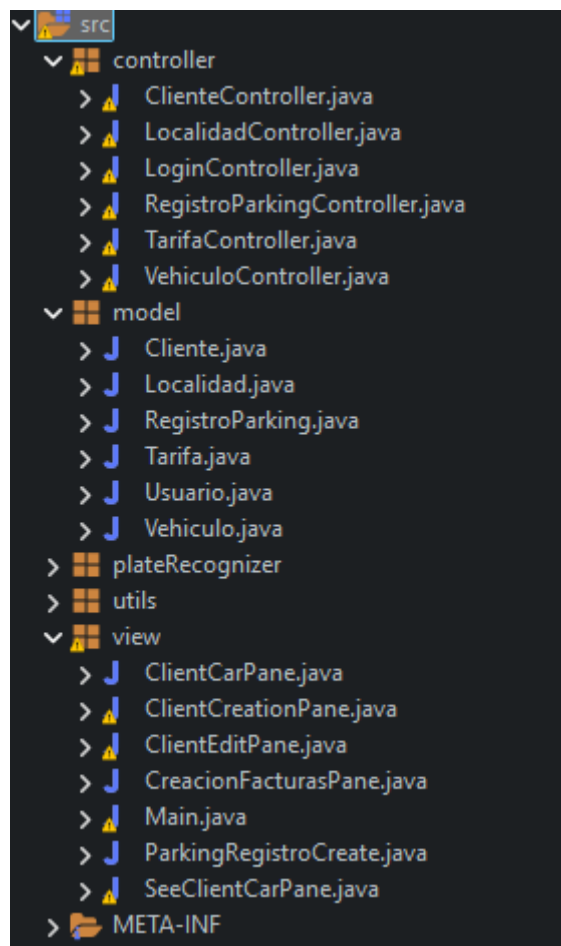 src
controller
ClienteController.java
LocalidadController.java
LoginController.java
RegistroParkingController.java
TarifaController.java
VehiculoController.java
model
Cliente.java
Localidad.java
RegistroParking.java
Tarifa.java
Usuario.java
Vehiculo.java
plateRecognizer
utils
view
ClientCarPane.java
ClientCreationPane.java
ClientEditPane.java
CreacionFacturasPane.java
Main.java
ParkingRegistroCreate.java
SeeClientCarPane.java
META-INF